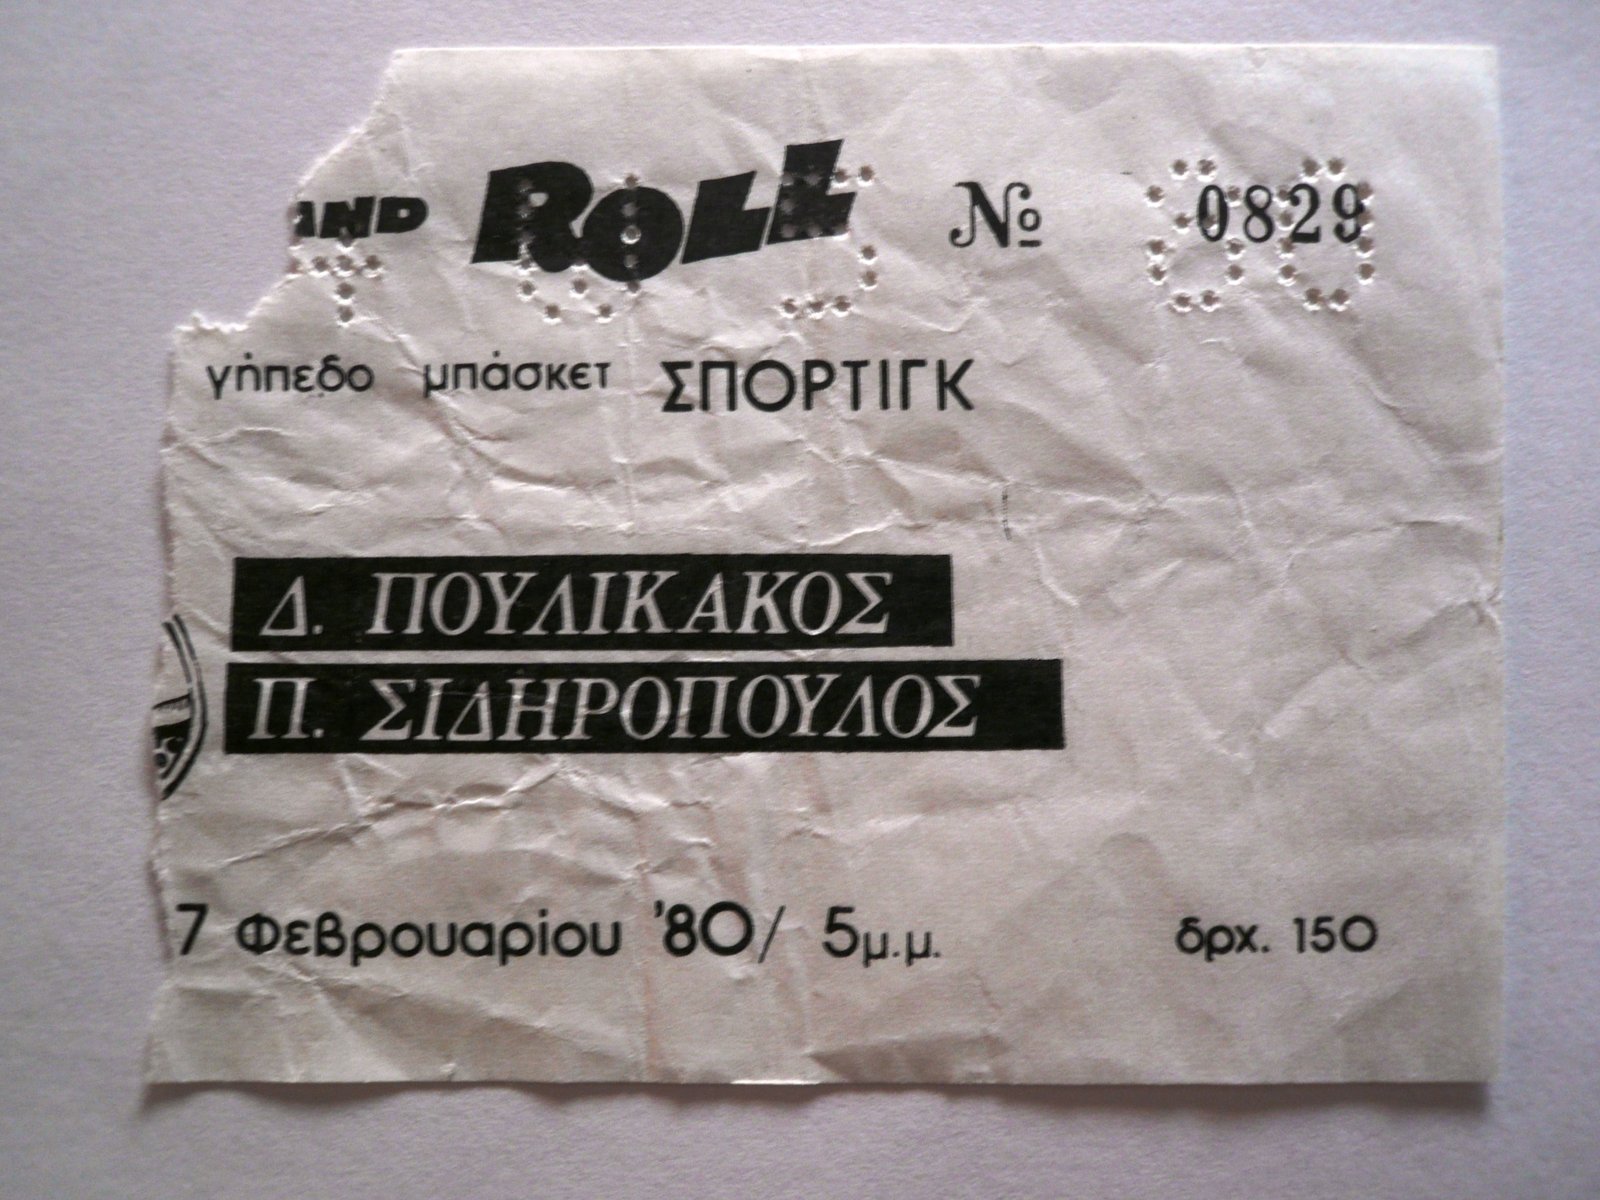 AND ROLL Nº 0829
γήπεδο μπάσκετ ΣΠΟΡΤΙΓΚ
Δ. ΠΟΥΛΙΚΑΚΟΣ
Π. ΣΙΔΗΡΟΠΟΥΛΟΣ
7 Φεβρουαρίου '80/ 5μ.μ. δρχ. 150